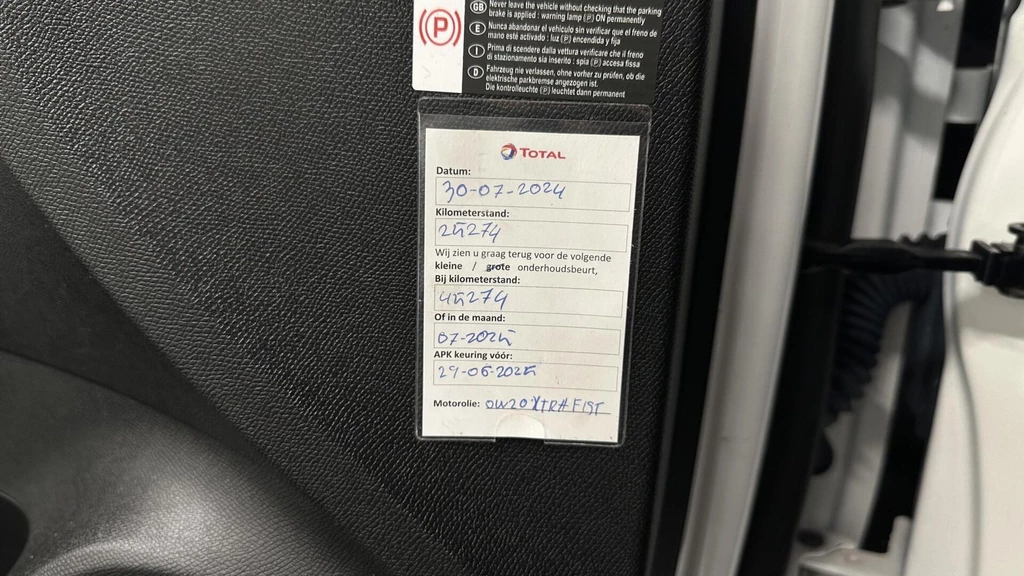 GB Never leave the vehicle without checking that the parking
brake is applied : warning lamp (P) ON permanently
E Nunca abandonar el vehículo sin verificar que el freno de
mano esté activado : luz (P) encendida y fija
I Prima di scendere dalla vettura verificare che il freno
di stazionamento sia inserito : spia (P) accesa fissa
D Fahrzeug nie verlassen, ohne vorher zu prüfen, ob die
elektrische parkbremse angezogen ist.
Die kontrolleuchte (P) leuchtet dann permanent
(P)
TOTAL
Datum:
30-07-2024
Kilometerstand:
25274
Wij zien u graag terug voor de volgende
kleine / grote onderhoudsbeurt,
Bij kilometerstand:
45274
Of in de maand:
07-2025
APK keuring vóór:
29-06-2025
Motorolie: 0W20